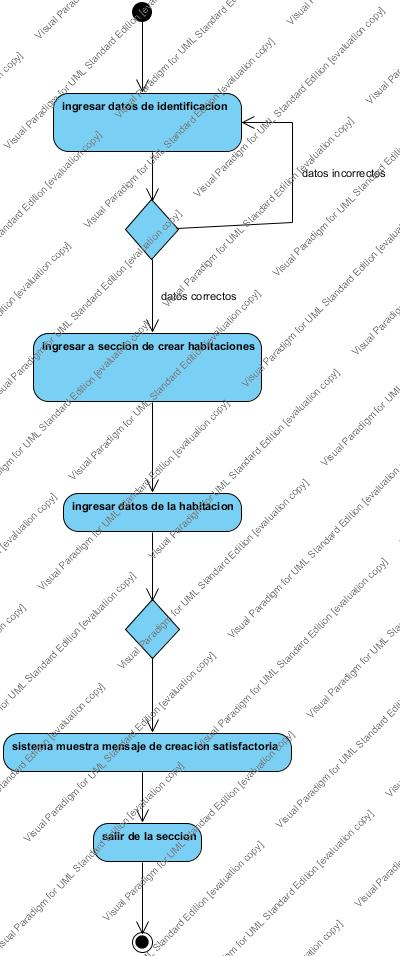 ingresar datos de identificacion
datos incorrectos
datos correctos
ingresar a seccion de crear habitaciones
ingresar datos de la habitacion
sistema muestra mensaje de creacion satisfactoria
salir de la seccion
Visual Paradigm for UML Standard Edition [evaluation copy]